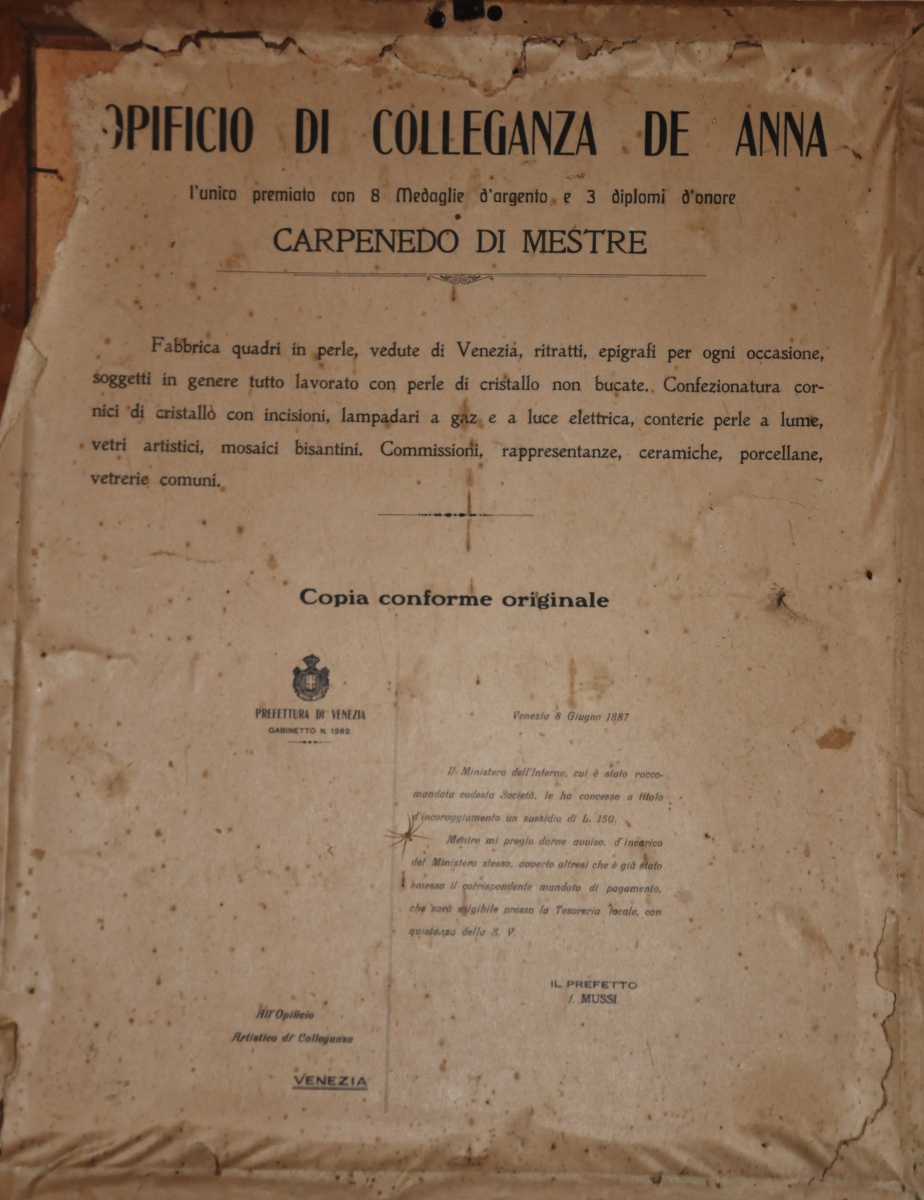 OPIFICIO DI COLLEGANZA DE ANNA
l'unico premiato con 8 Medaglie d'argento e 3 diplomi d'onore
CARPENEDO DI MESTRE
Fabbrica quadri in perle, vedute di Venezia, ritratti, epigrafi per ogni occasione,
soggetti in genere tutto lavorato con perle di cristallo non bucate. Confezionatura cor-
nici di cristallo con incisioni, lampadari a gaz e a luce elettrica, conterie perle a lume,
vetri artistici, mosaici bisantini. Commissioni, rappresentanze, ceramiche, porcellane,
vetrerie comuni.
Copia conforme originale
PREFETTURA DI VENEZIA
GABINETTO N. 1262
Venezia 8 Giugno 1887
Il Ministero dell'Interno, cui è stato racco-
mandata codesta Società, le ha concesso a titolo
d'incoraggiamento un sussidio di L. 150.
Mentre mi pregio darne avviso, d'incarico
del Ministero stesso, avverto altresì che è già stato
emesso il corrispondente mandato di pagamento,
che sarà esigibile presso la Tesoreria locale, con
quietanza della S. V.
IL PREFETTO
f. MUSSI
All'Opificio
Artistico di Colleganza
VENEZIA